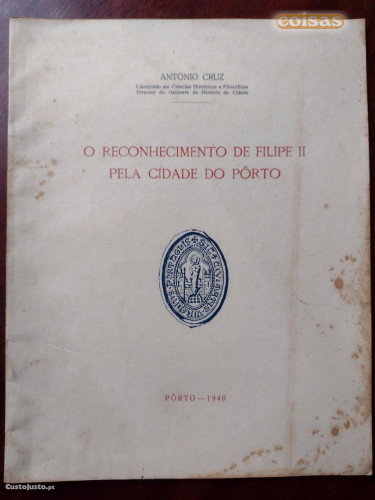 coisas
ANTÓNIO CRUZ
Licenciado em Ciências Históricas e Filosóficas
Director do Gabinete de História da Cidade
O RECONHECIMENTO DE FILIPE II
PELA CIDADE DO PÔRTO
PÔRTO — 1940
CustoJusto.pt